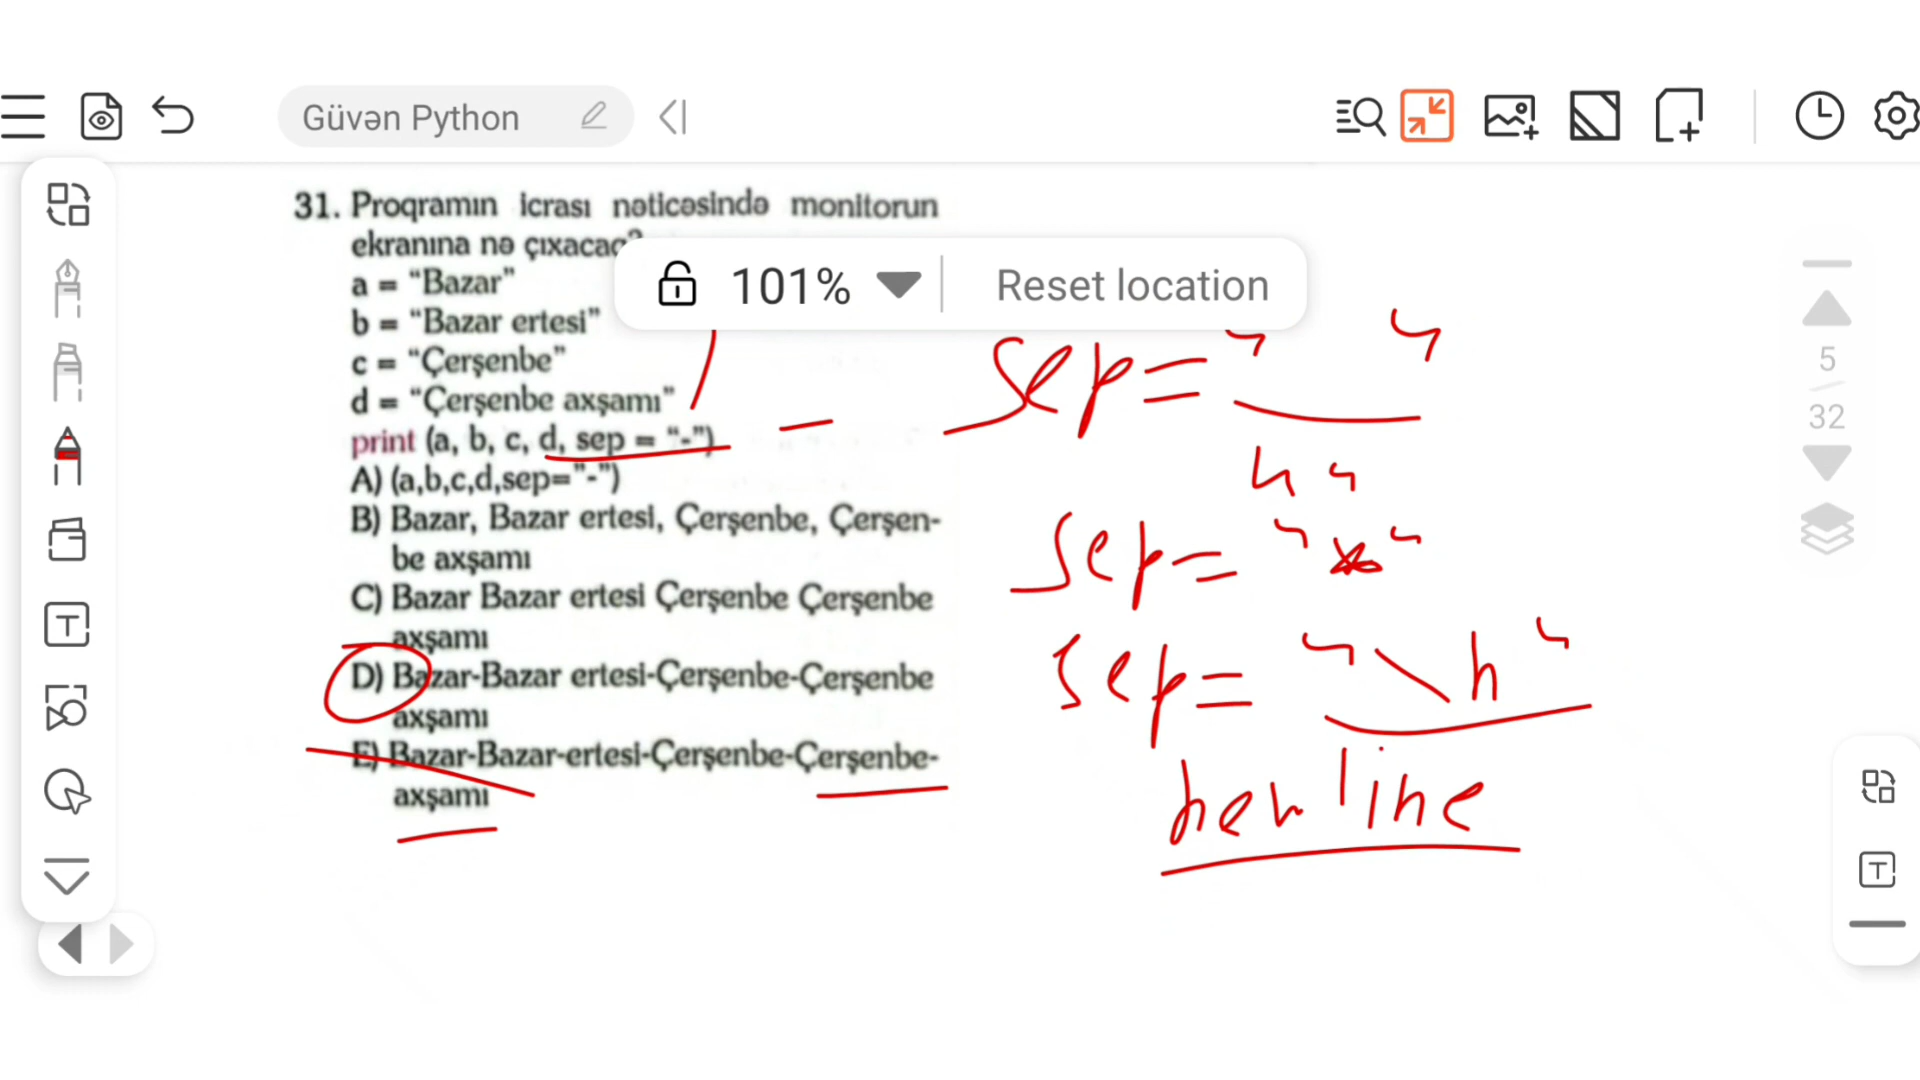 Güvən Python
31. Proqramın icrası nəticəsində monitorun
ekranına nə çıxacaq?
101%
Reset location
a = “Bazar”
b = “Bazar ertesi”
c = “Çerşenbe”
d = “Çerşenbe axşamı”
print (a, b, c, d, sep = “-”)
A) (a,b,c,d,sep="-")
B) Bazar, Bazar ertesi, Çerşenbe, Çerşen-
be axşamı
C) Bazar Bazar ertesi Çerşenbe Çerşenbe
axşamı
D) Bazar-Bazar ertesi-Çerşenbe-Çerşenbe
axşamı
E) Bazar-Bazar-ertesi-Çerşenbe-Çerşenbe-
axşamı
sep=" "
sep="*"
sep="\n"
new line
5
32